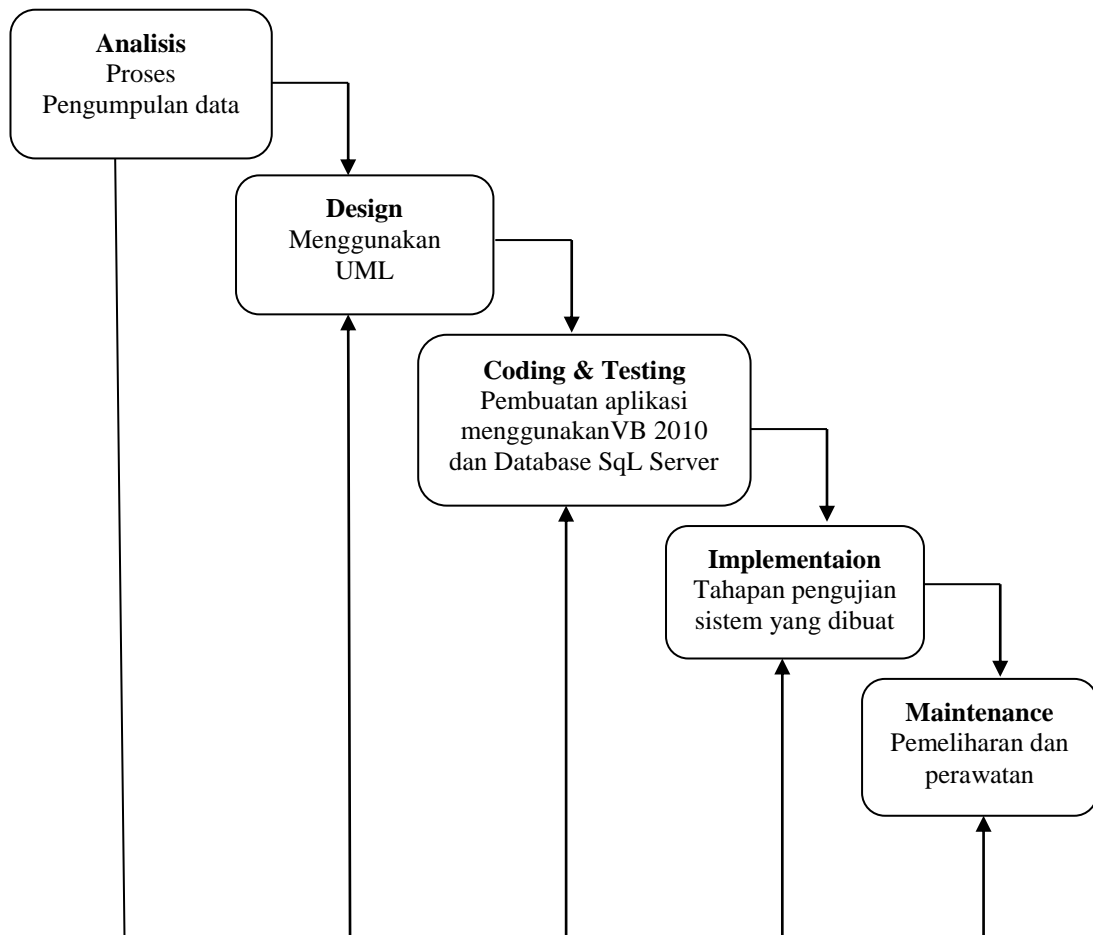 Analisis
Proses
Pengumpulan data
Design
Menggunakan
UML
Coding & Testing
Pembuatan aplikasi
menggunakanVB 2010
dan Database SqL Server
Implementaion
Tahapan pengujian
sistem yang dibuat
Maintenance
Pemeliharan dan
perawatan